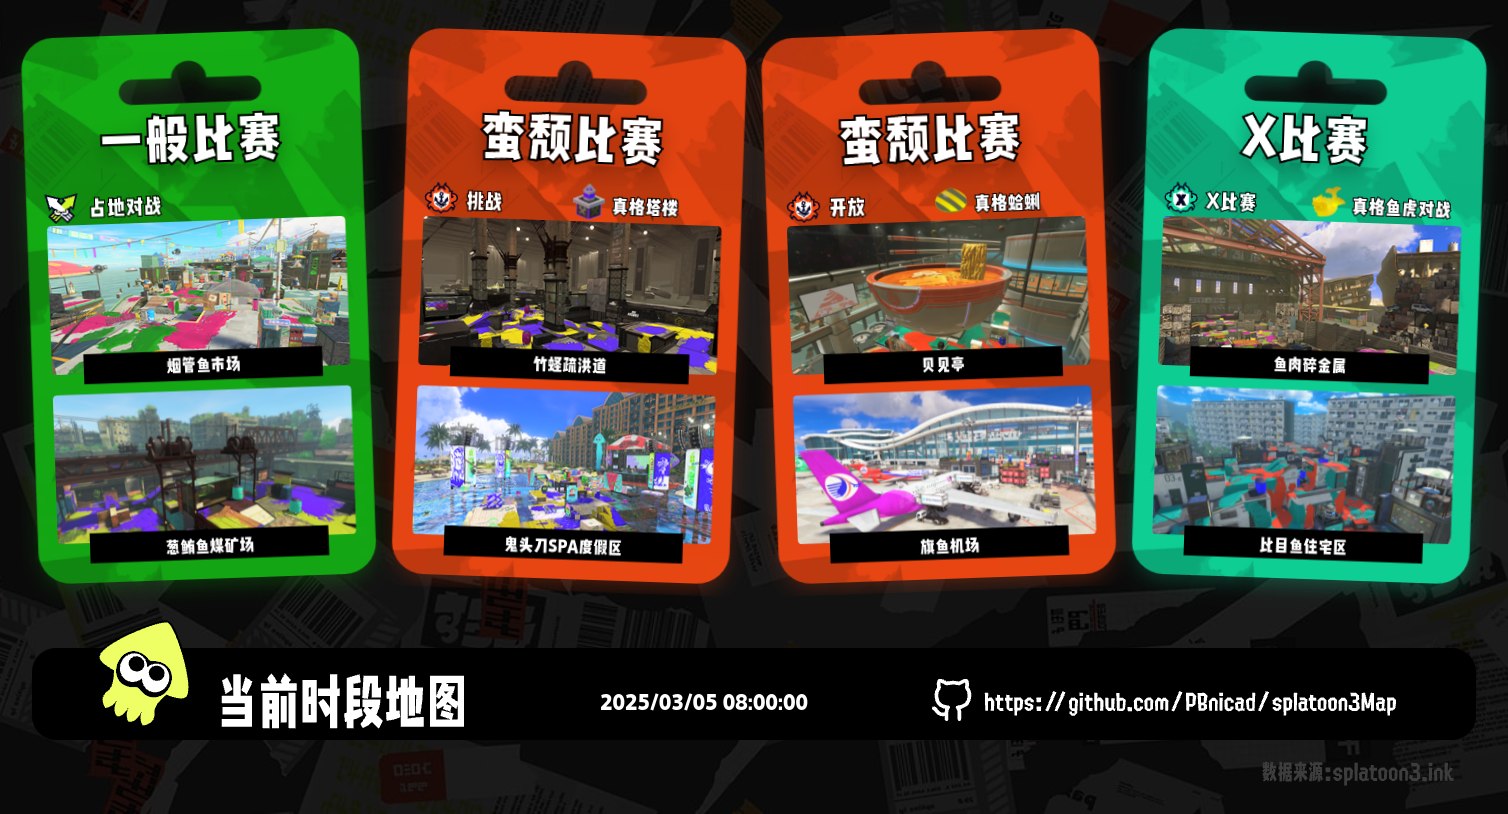 一般比赛
占地对战
烟管鱼市场
葱鲔鱼煤矿场
蛮颓比赛
挑战
真格塔楼
竹蛏疏洪道
鬼头刀SPA度假区
蛮颓比赛
开放
真格蛤蜊
贝见亭
旗鱼机场
X比赛
X比赛
真格鱼虎对战
鱼肉碎金属
比目鱼住宅区
当前时段地图
2025/03/05 08:00:00
https://github.com/PBnicad/splatoon3Map
数据来源:splatoon3.ink